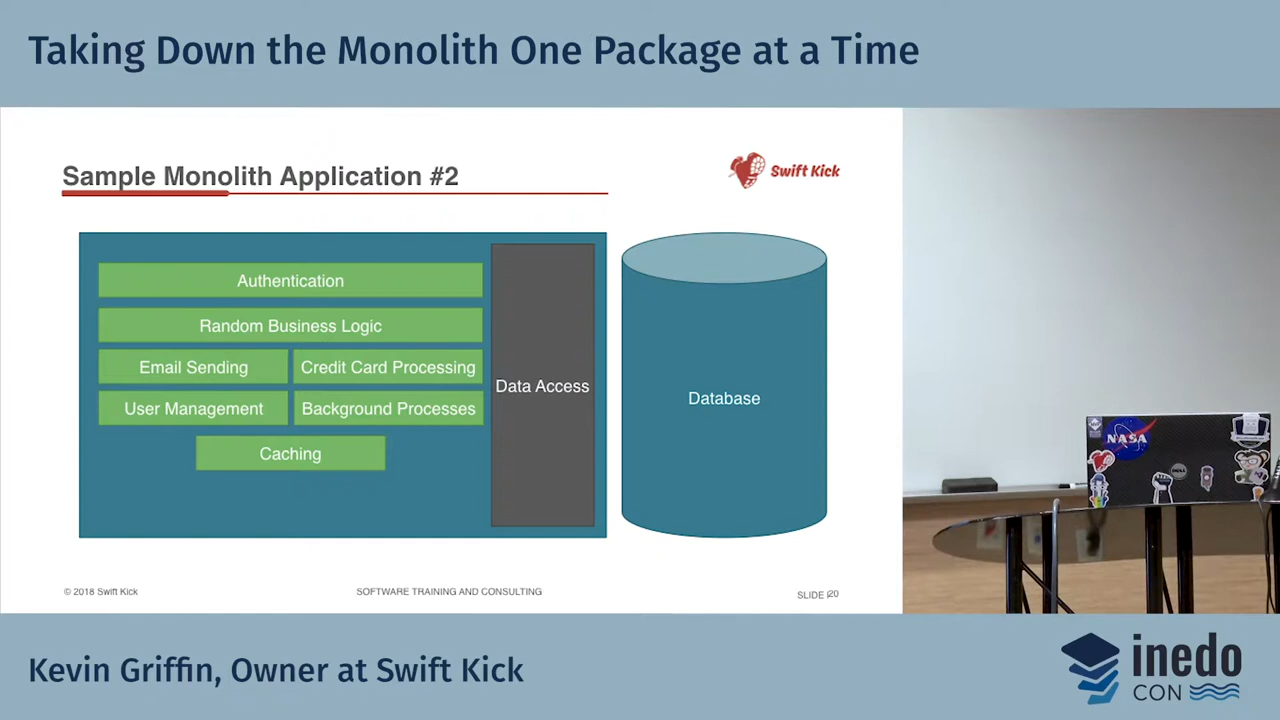 Taking Down the Monolith One Package at a Time
Sample Monolith Application #2
Swift Kick
Authentication
Random Business Logic
Email Sending
Credit Card Processing
User Management
Background Processes
Caching
Data Access
Database
© 2018 Swift Kick
SOFTWARE TRAINING AND CONSULTING
SLIDE 20
NASA
DELL
Kevin Griffin, Owner at Swift Kick
inedo
CON